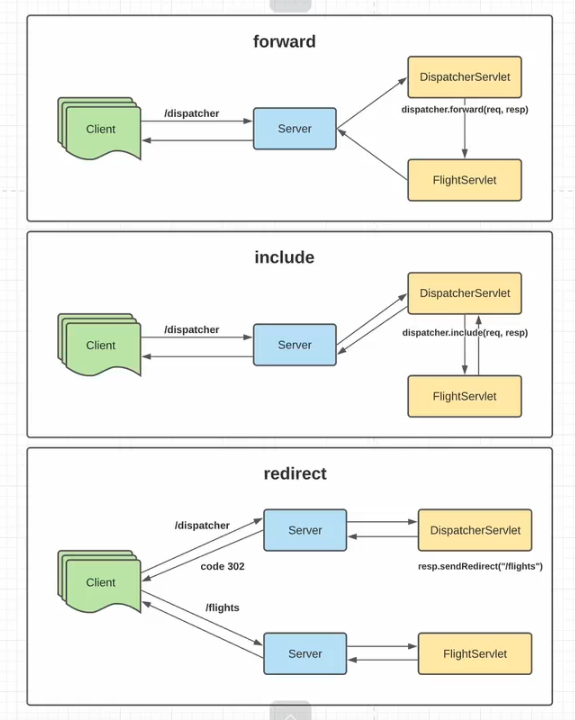 forward
Client
/dispatcher
Server
DispatcherServlet
dispatcher.forward(req, resp)
FlightServlet
include
Client
/dispatcher
Server
DispatcherServlet
dispatcher.include(req, resp)
FlightServlet
redirect
Client
/dispatcher
code 302
Server
DispatcherServlet
resp.sendRedirect("/flights")
/flights
Server
FlightServlet